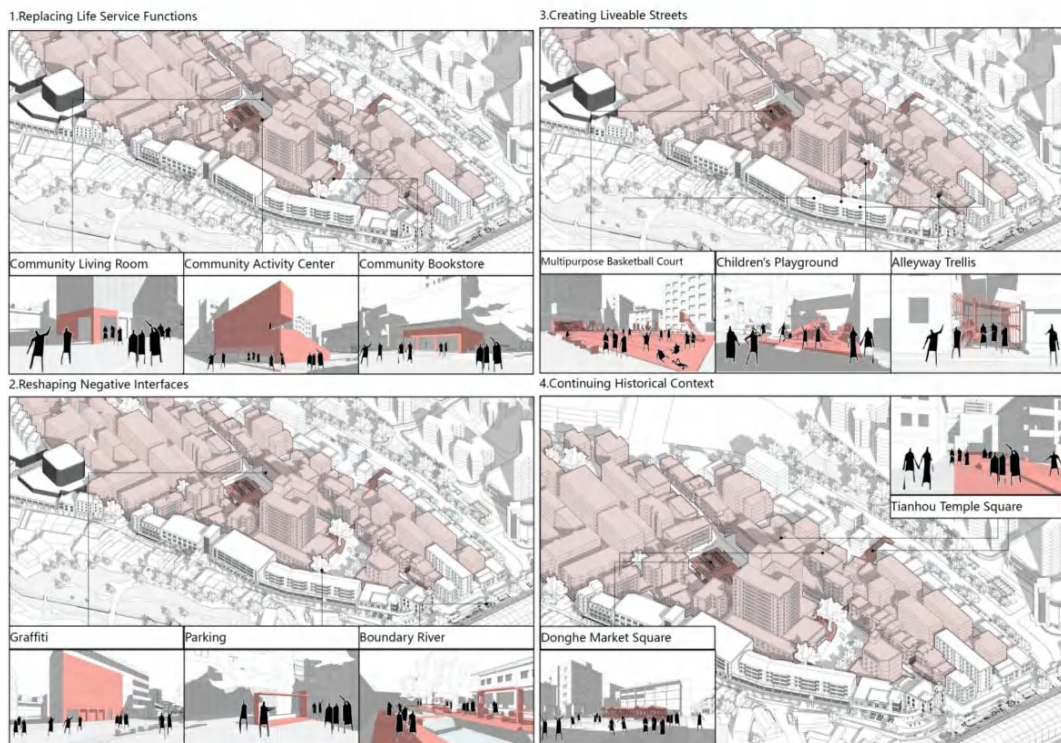 1.Replacing Life Service Functions
Community Living Room
Community Activity Center
Community Bookstore
2.Reshaping Negative Interfaces
Graffiti
Parking
Boundary River
3.Creating Liveable Streets
Multipurpose Basketball Court
Children's Playground
Alleyway Trellis
4.Continuing Historical Context
Tianhou Temple Square
Donghe Market Square